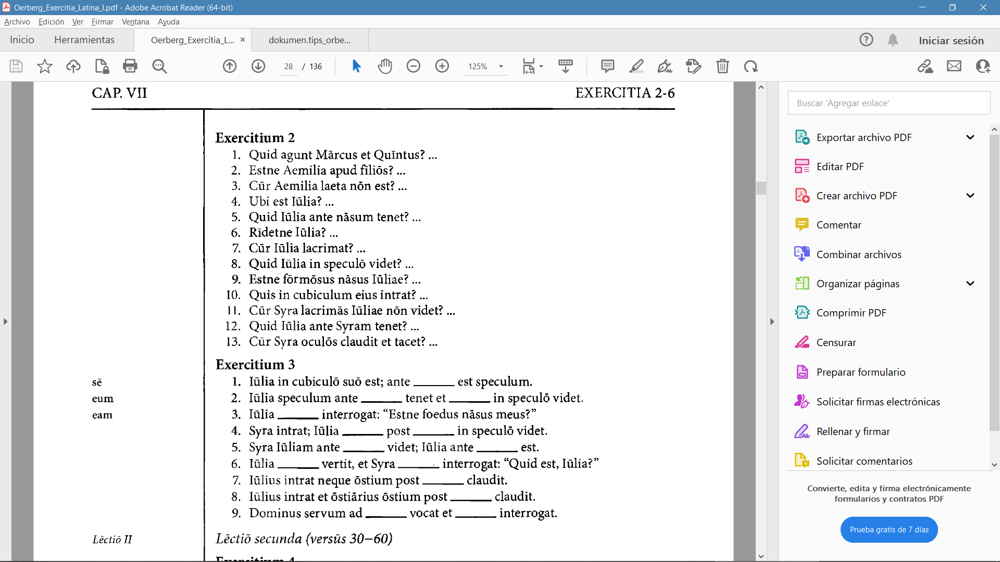 Oerberg_Exercitia_Latina_I.pdf - Adobe Acrobat Reader (64-bit)
Archivo Edición Ver Firmar Ventana Ayuda
Inicio Herramientas Oerberg_Exercitia_L... × dokumen.tips_orbe... Iniciar sesión
28 / 136 125%
CAP. VII EXERCITIA 2-6
Exercitium 2
1. Quid agunt Mārcus et Quīntus? ...
2. Estne Aemilia apud fīliōs? ...
3. Cūr Aemilia laeta nōn est? ...
4. Ubi est Iūlia? ...
5. Quid Iūlia ante nāsum tenet? ...
6. Rīdetne Iūlia? ...
7. Cūr Iūlia lacrimat? ...
8. Quid Iūlia in speculō videt? ...
9. Estne fōrmōsus nāsus Iūliae? ...
10. Quis in cubiculum eius intrat? ...
11. Cūr Syra lacrimās Iūliae nōn videt? ...
12. Quid Iūlia ante Syram tenet? ...
13. Cūr Syra oculōs claudit et tacet? ...
Exercitium 3
sē
eum
eam
1. Iūlia in cubiculō suō est; ante ______ est speculum.
2. Iūlia speculum ante ______ tenet et ______ in speculō videt.
3. Iūlia ______ interrogat: “Estne foedus nāsus meus?”
4. Syra intrat; Iūlia ______ post ______ in speculō videt.
5. Syra Iūliam ante ______ videt; Iūlia ante ______ est.
6. Iūlia ______ vertit, et Syra ______ interrogat: “Quid est, Iūlia?”
7. Iūlius intrat neque ōstium post ______ claudit.
8. Iūlius intrat et ōstiārius ōstium post ______ claudit.
9. Dominus servum ad ______ vocat et ______ interrogat.
Lēctiō II
Lēctiō secunda (versūs 30–60)
Exercitium 4
Buscar 'Agregar enlace'
Exportar archivo PDF
Editar PDF
Crear archivo PDF
Comentar
Combinar archivos
Organizar páginas
Comprimir PDF
Censurar
Preparar formulario
Solicitar firmas electrónicas
Rellenar y firmar
Solicitar comentarios
Convierte, edita y firma electrónicamente
formularios y contratos PDF
Prueba gratis de 7 días